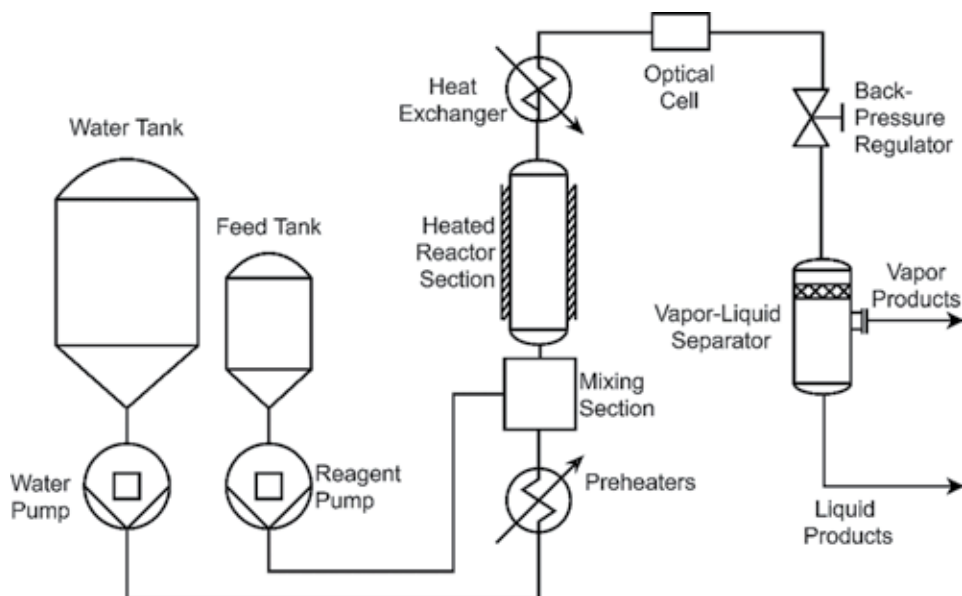 Water Tank
Feed Tank
Water
Pump
Reagent
Pump
Heat
Exchanger
Heated
Reactor
Section
Mixing
Section
Preheaters
Optical
Cell
Back-
Pressure
Regulator
Vapor-Liquid
Separator
Vapor
Products
Liquid
Products